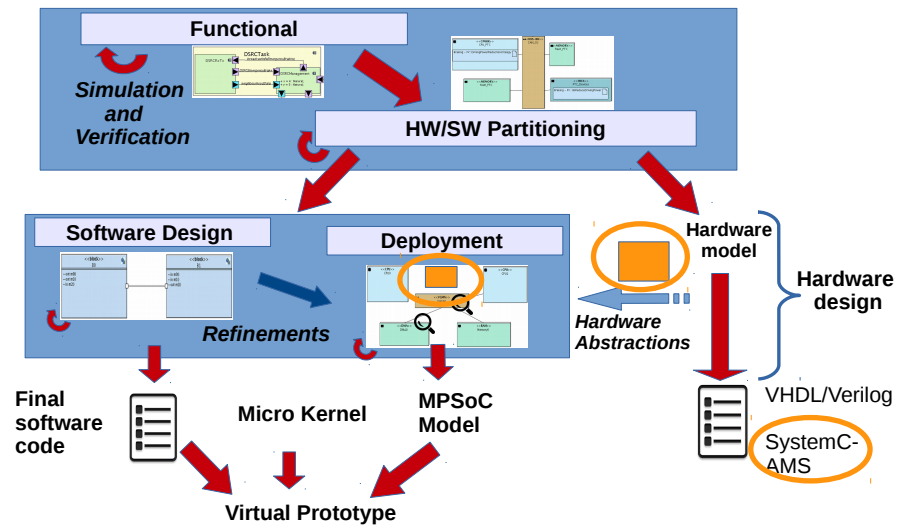 Functional
DSRCTask
Simulation
and
Verification
HW/SW Partitioning
Software Design
Deployment
Refinements
Hardware
model
Hardware
design
Hardware
Abstractions
Final
software
code
Micro Kernel
MPSoC
Model
VHDL/Verilog
SystemC-
AMS
Virtual Prototype